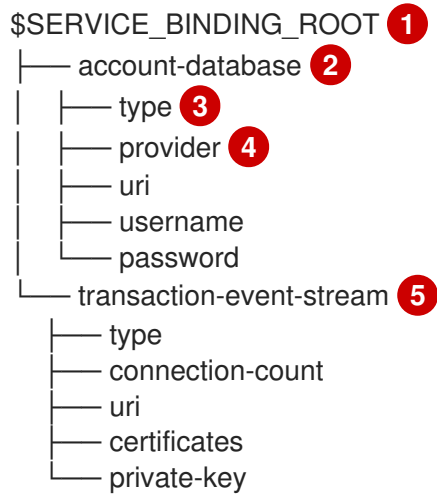 $SERVICE_BINDING_ROOT 1
├── account-database 2
│   ├── type 3
│   ├── provider 4
│   ├── uri
│   ├── username
│   └── password
└── transaction-event-stream 5
    ├── type
    ├── connection-count
    ├── uri
    ├── certificates
    └── private-key